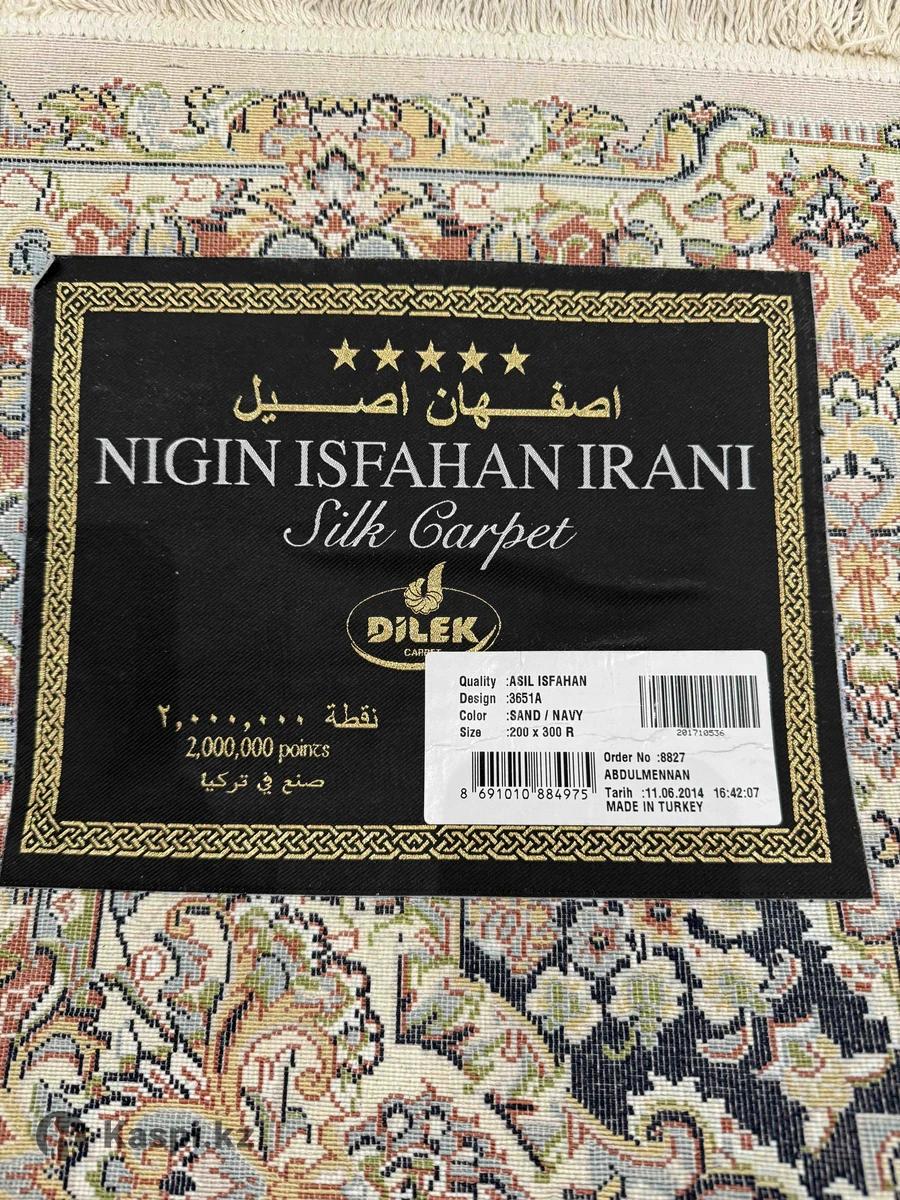 اصفهان اصيل
NIGIN ISFAHAN IRANI
Silk Carpet
DiLEK
CARPET
نقطة ٢,٠٠٠,٠٠٠
2,000,000 points
صنع في تركيا
Quality :ASIL ISFAHAN
Design :3651A
Color :SAND / NAVY
Size :200 x 300 R
201710536
8 691010 884975
Order No :8827
ABDULMENNAN
Tarih :11.06.2014 16:42:07
MADE IN TURKEY
Kaspi.kz